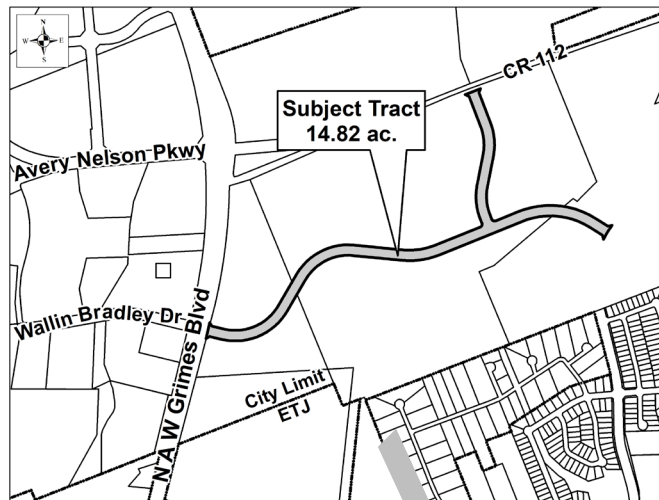 N
W E
S
CR 112
Subject Tract
14.82 ac.
Avery Nelson Pkwy
Wallin Bradley Dr
N A W Grimes Blvd
City Limit
ETJ